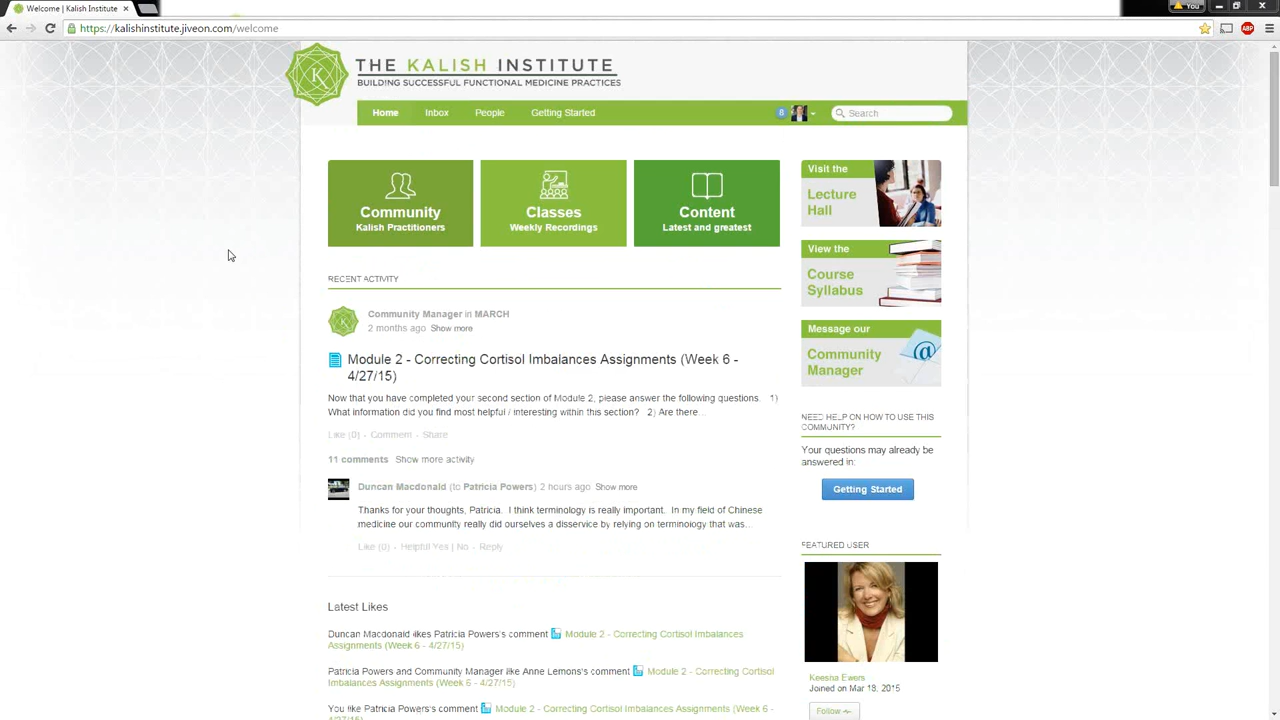 Welcome | Kalish Institute
You
https://kalishinstitute.jiveon.com/welcome
ABP
K
THE KALISH INSTITUTE
BUILDING SUCCESSFUL FUNCTIONAL MEDICINE PRACTICES
Home Inbox People Getting Started 8 Search
Community
Kalish Practitioners
Classes
Weekly Recordings
Content
Latest and greatest
Visit the
Lecture
Hall
View the
Course
Syllabus
Message our
Community
Manager
@
RECENT ACTIVITY
Community Manager in MARCH
2 months ago Show more
Module 2 - Correcting Cortisol Imbalances Assignments (Week 6 -
4/27/15)
Now that you have completed your second section of Module 2, please answer the following questions. 1)
What information did you find most helpful / interesting within this section? 2) Are there...
Like (0) - Comment - Share
11 comments Show more activity
Duncan Macdonald (to Patricia Powers) 2 hours ago Show more
Thanks for your thoughts, Patricia. I think terminology is really important. In my field of Chinese
medicine our community really did ourselves a disservice by relying on terminology that was...
Like (0) - Helpful Yes | No - Reply
Latest Likes
Duncan Macdonald likes Patricia Powers's comment Module 2 - Correcting Cortisol Imbalances
Assignments (Week 6 - 4/27/15)
Patricia Powers and Community Manager like Anne Lemons's comment Module 2 - Correcting Cortisol
Imbalances Assignments (Week 6 - 4/27/15)
You like Patricia Powers's comment Module 2 - Correcting Cortisol Imbalances Assignments (Week 6 -
4/27/15)
NEED HELP ON HOW TO USE THIS
COMMUNITY?
Your questions may already be
answered in:
Getting Started
FEATURED USER
Keesha Ewers
Joined on Mar 18, 2015
Follow